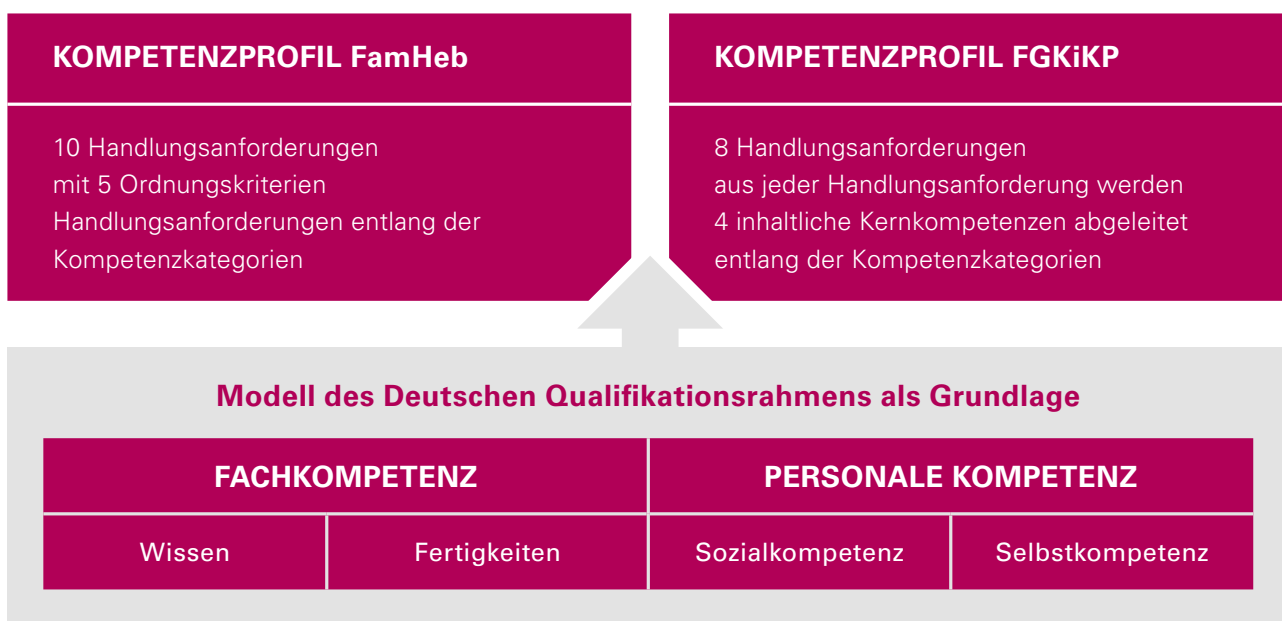 KOMPETENZPROFIL FamHeb
10 Handlungsanforderungen
mit 5 Ordnungskriterien
Handlungsanforderungen entlang der
Kompetenzkategorien
KOMPETENZPROFIL FGKiKP
8 Handlungsanforderungen
aus jeder Handlungsanforderung werden
4 inhaltliche Kernkompetenzen abgeleitet
entlang der Kompetenzkategorien
Modell des Deutschen Qualifikationsrahmens als Grundlage
FACHKOMPETENZ
PERSONALE KOMPETENZ
Wissen
Fertigkeiten
Sozialkompetenz
Selbstkompetenz